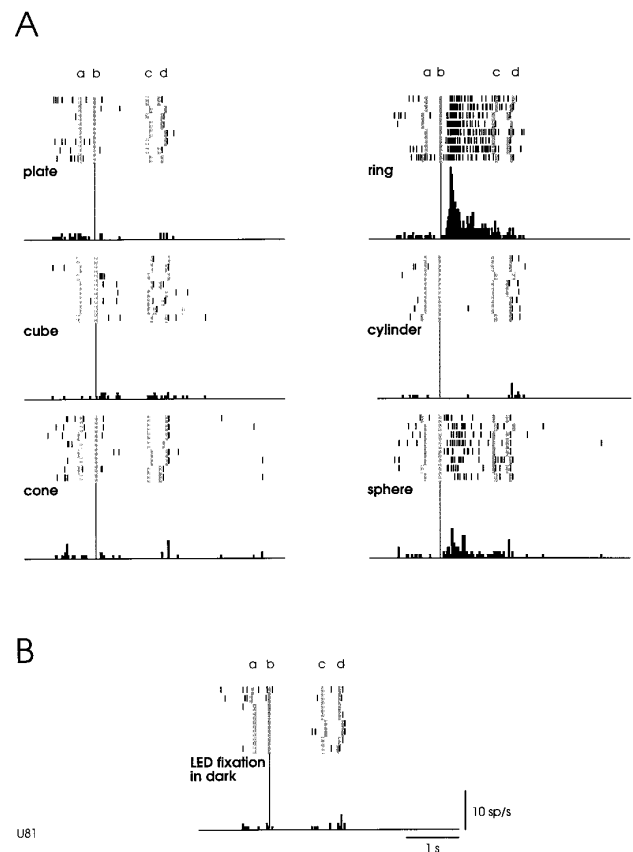 A
a b c d
a b c d
plate
ring
cube
cylinder
cone
sphere
B
a b c d
LED fixation
in dark
10 sp/s
U81
1 s